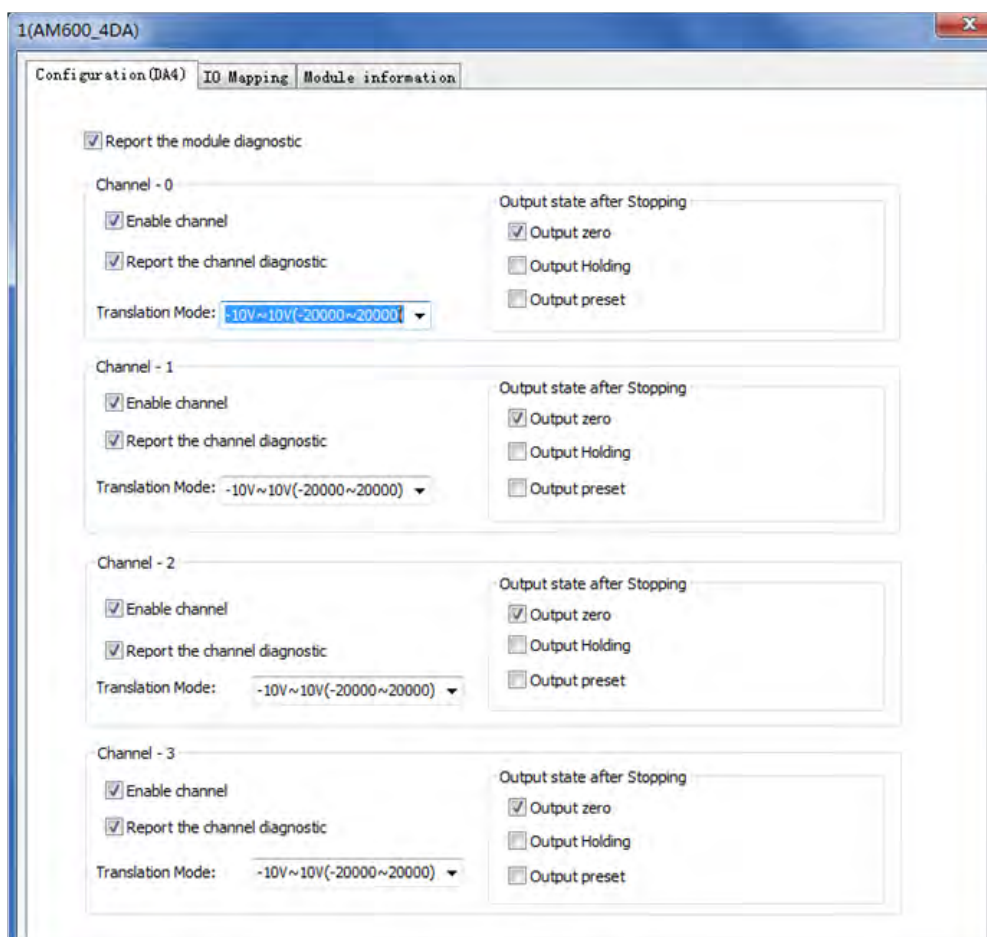 1(AM600_4DA)
Configuration(DA4) IO Mapping Module information
Report the module diagnostic
Channel - 0
Enable channel
Report the channel diagnostic
Translation Mode: -10V~10V(-20000~20000
Output state after Stopping
Output zero
Output Holding
Output preset
Channel - 1
Enable channel
Report the channel diagnostic
Translation Mode: -10V~10V(-20000~20000)
Output state after Stopping
Output zero
Output Holding
Output preset
Channel - 2
Enable channel
Report the channel diagnostic
Translation Mode: -10V~10V(-20000~20000)
Output state after Stopping
Output zero
Output Holding
Output preset
Channel - 3
Enable channel
Report the channel diagnostic
Translation Mode: -10V~10V(-20000~20000)
Output state after Stopping
Output zero
Output Holding
Output preset